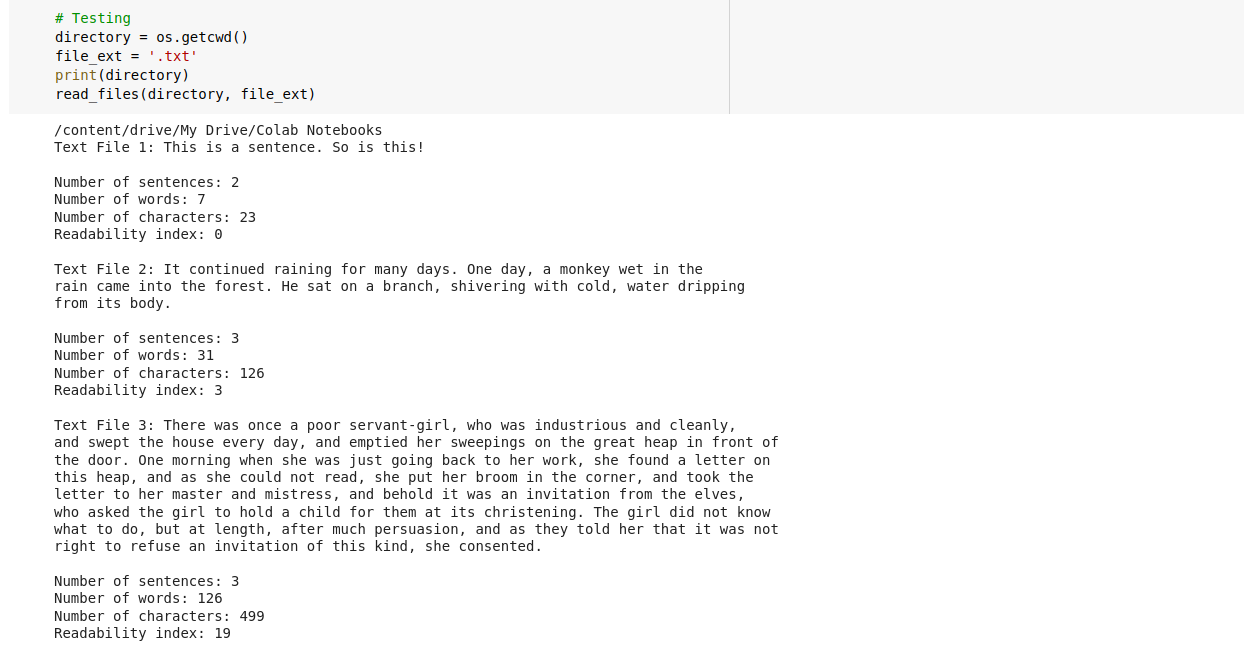 # Testing
directory = os.getcwd()
file_ext = '.txt'
print(directory)
read_files(directory, file_ext)
/content/drive/My Drive/Colab Notebooks
Text File 1: This is a sentence. So is this!
Number of sentences: 2
Number of words: 7
Number of characters: 23
Readability index: 0
Text File 2: It continued raining for many days. One day, a monkey wet in the
rain came into the forest. He sat on a branch, shivering with cold, water dripping
from its body.
Number of sentences: 3
Number of words: 31
Number of characters: 126
Readability index: 3
Text File 3: There was once a poor servant-girl, who was industrious and cleanly,
and swept the house every day, and emptied her sweepings on the great heap in front of
the door. One morning when she was just going back to her work, she found a letter on
this heap, and as she could not read, she put her broom in the corner, and took the
letter to her master and mistress, and behold it was an invitation from the elves,
who asked the girl to hold a child for them at its christening. The girl did not know
what to do, but at length, after much persuasion, and as they told her that it was not
right to refuse an invitation of this kind, she consented.
Number of sentences: 3
Number of words: 126
Number of characters: 499
Readability index: 19